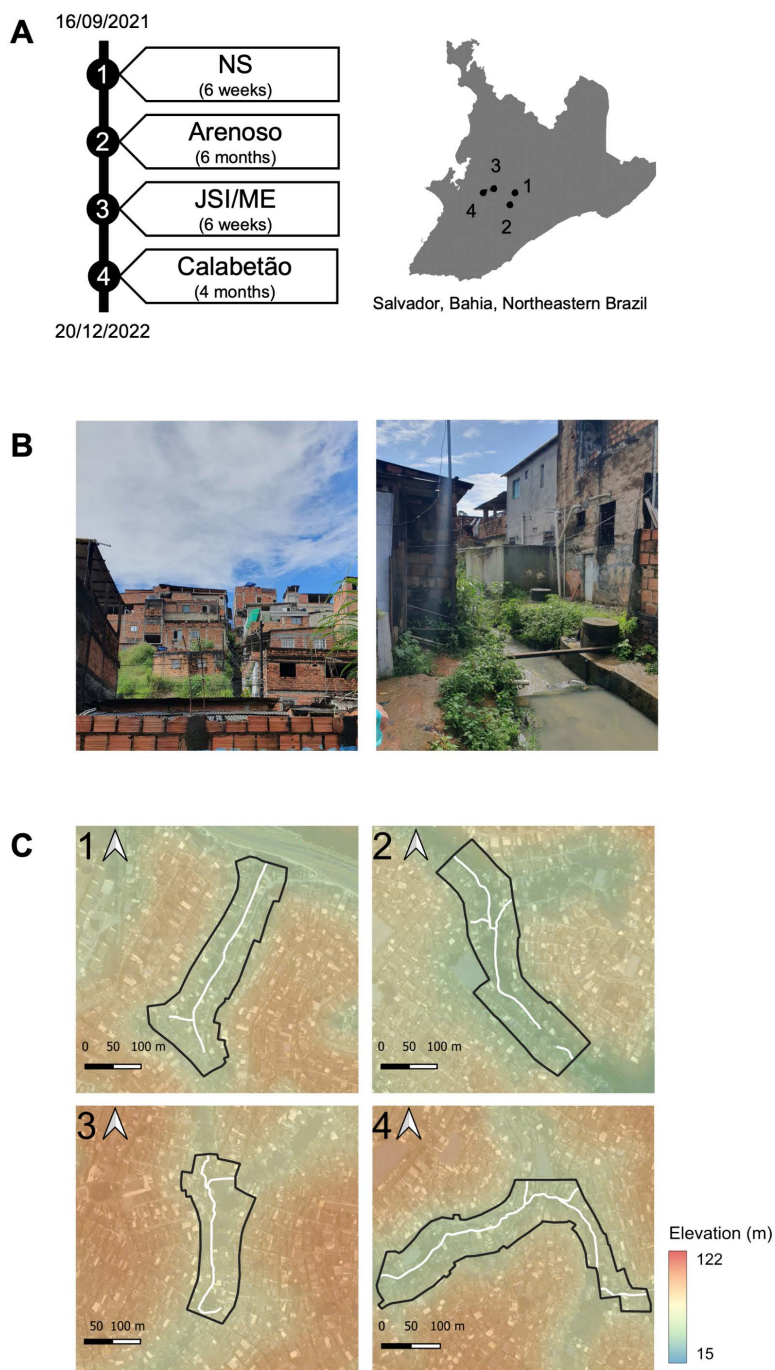 A
16/09/2021
1
NS
(6 weeks)
2
Arenoso
(6 months)
3
JSI/ME
(6 weeks)
4
Calabetão
(4 months)
20/12/2022
3
1
4
2
Salvador, Bahia, Northeastern Brazil
B
C
1
0 50 100 m
2
0 50 100 m
3
50 100 m
4
0 50 100 m
Elevation (m)
122
15